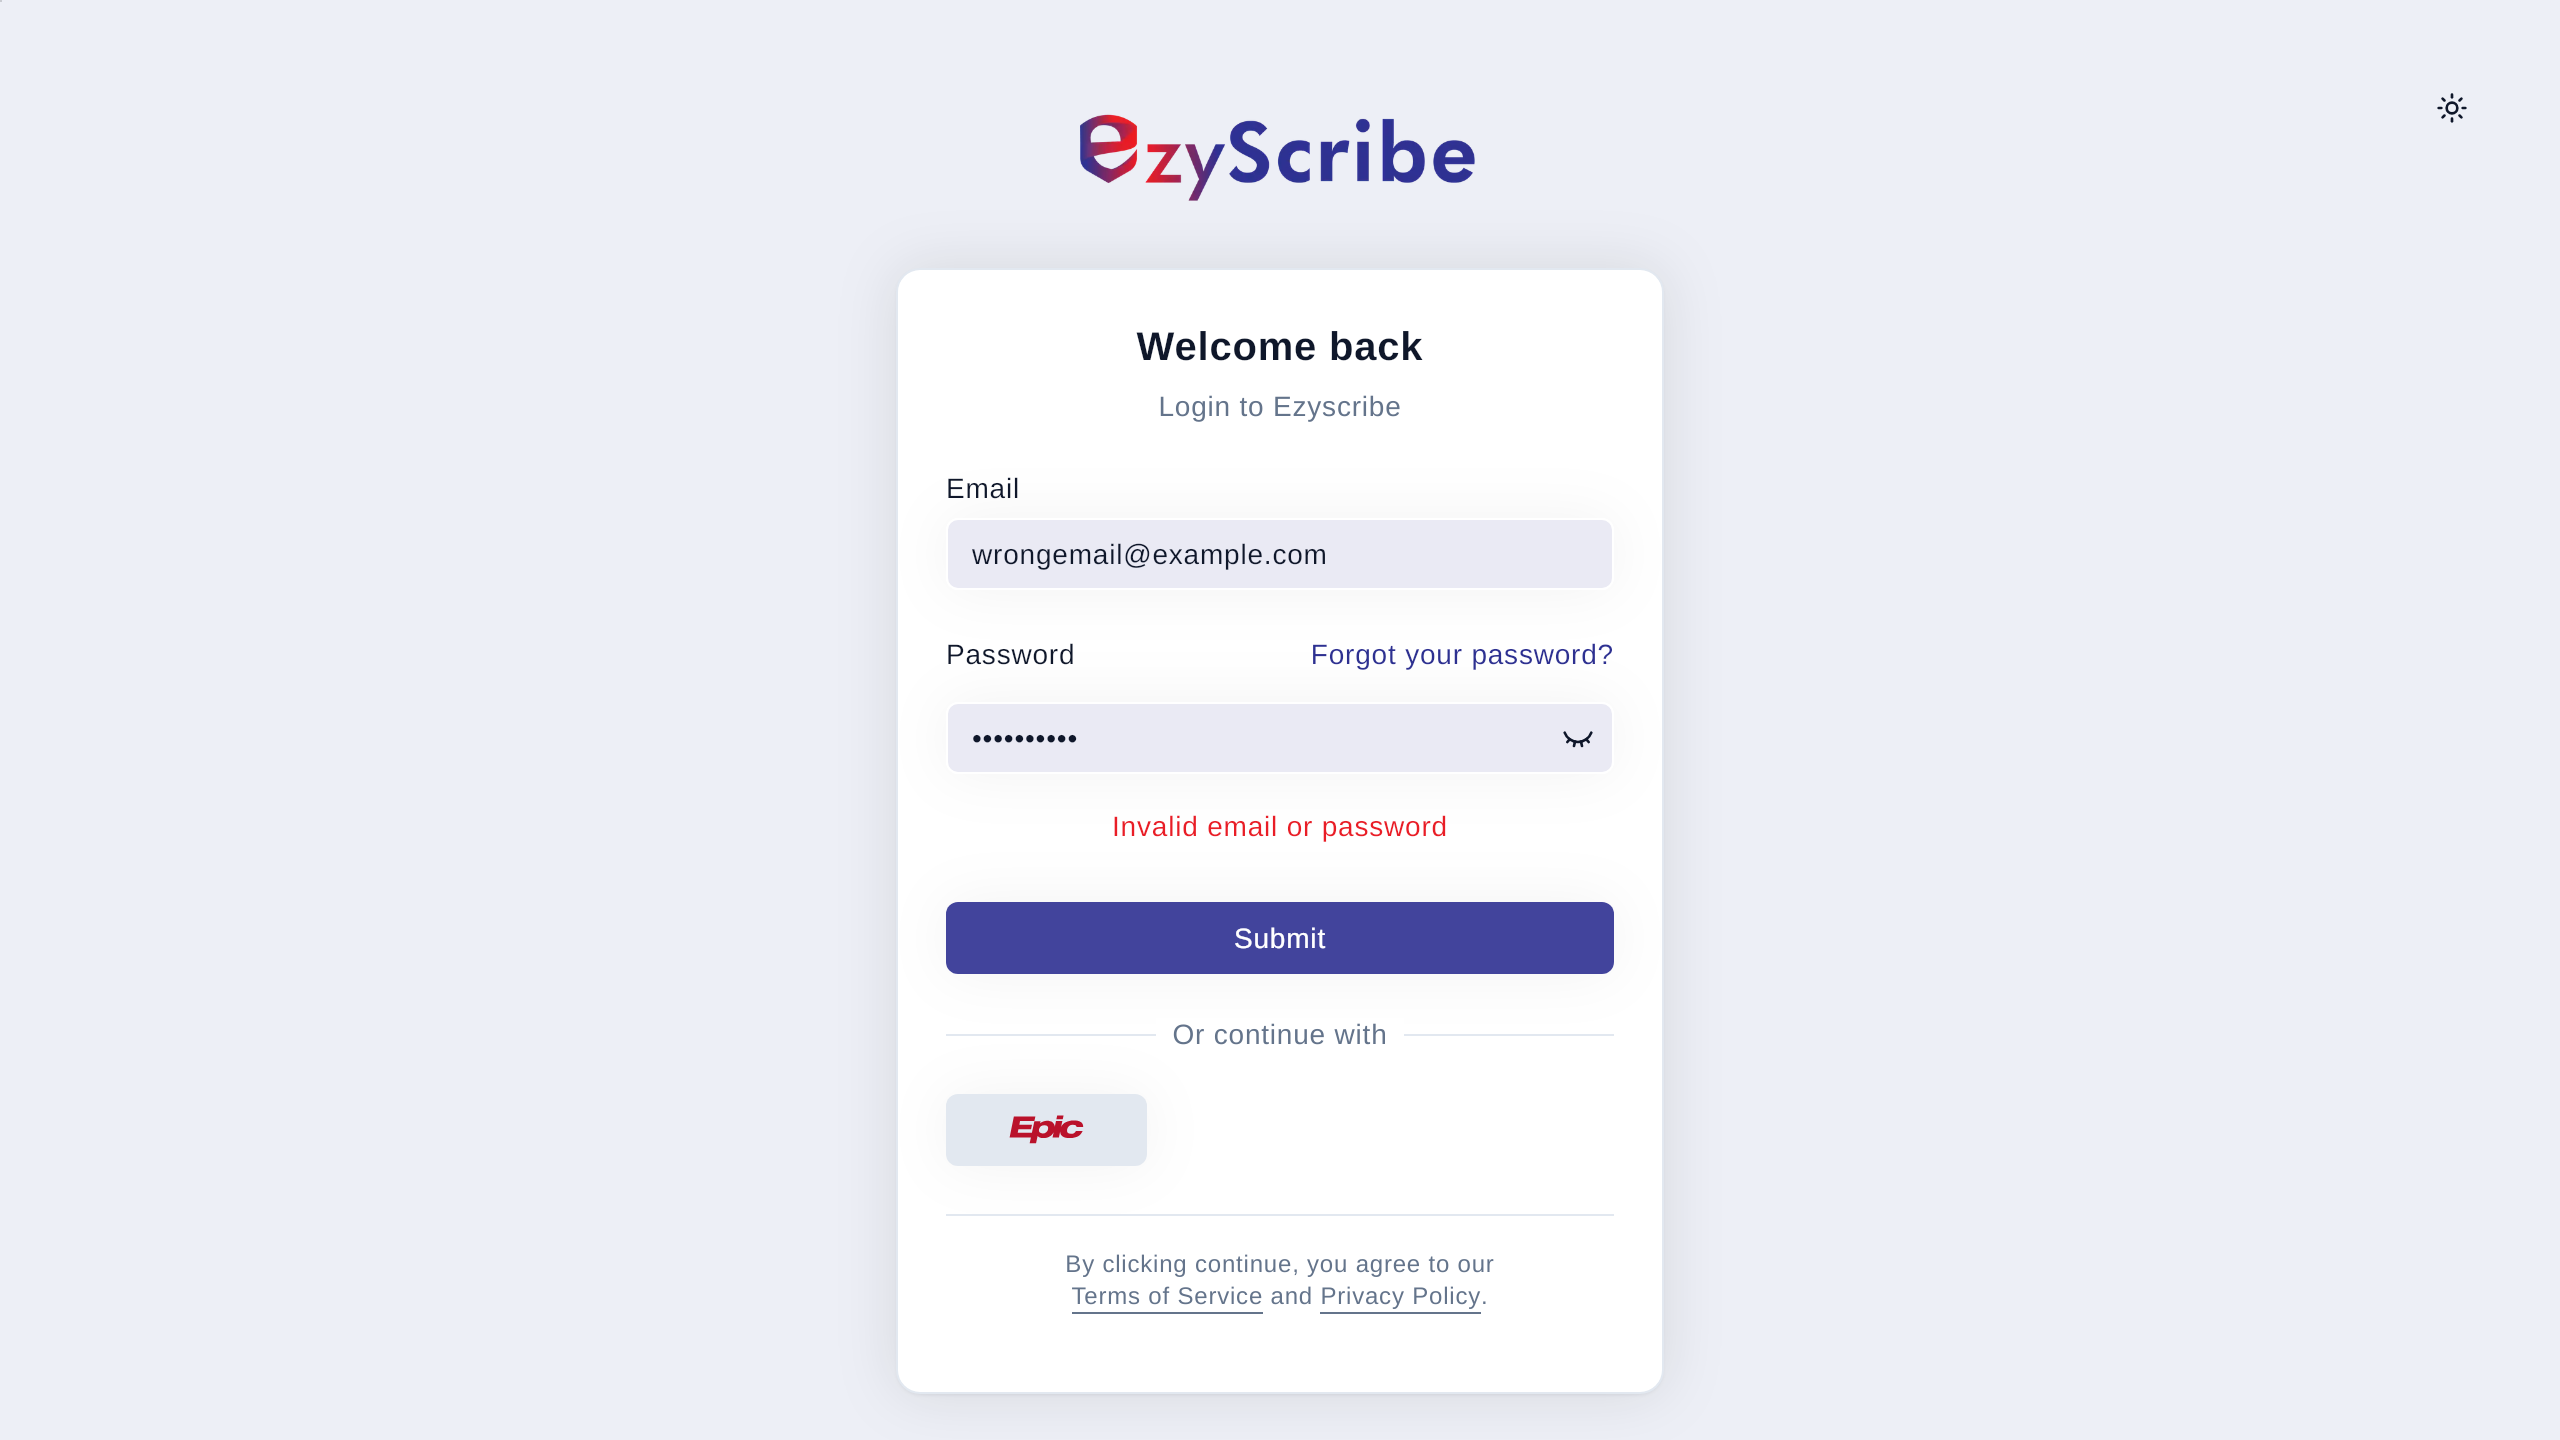 ezyScribe
Welcome back
Login to Ezyscribe
Email
wrongemail@example.com
Password
Forgot your password?
••••••••••
Invalid email or password
Submit
Or continue with
Epic
By clicking continue, you agree to our
Terms of Service and Privacy Policy.